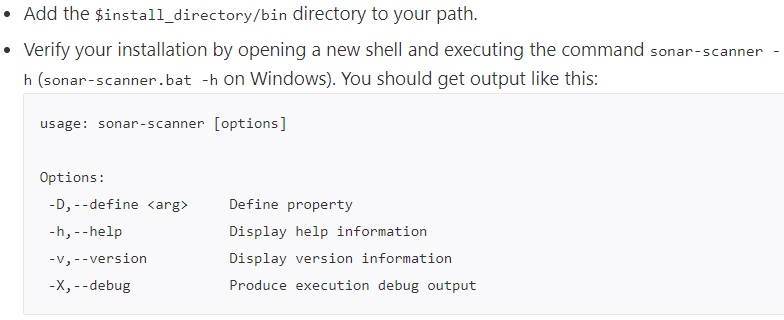 • Add the $install_directory/bin directory to your path.
• Verify your installation by opening a new shell and executing the command sonar-scanner -
h (sonar-scanner.bat -h on Windows). You should get output like this:
usage: sonar-scanner [options]
Options:
-D,--define <arg> Define property
-h,--help Display help information
-v,--version Display version information
-X,--debug Produce execution debug output